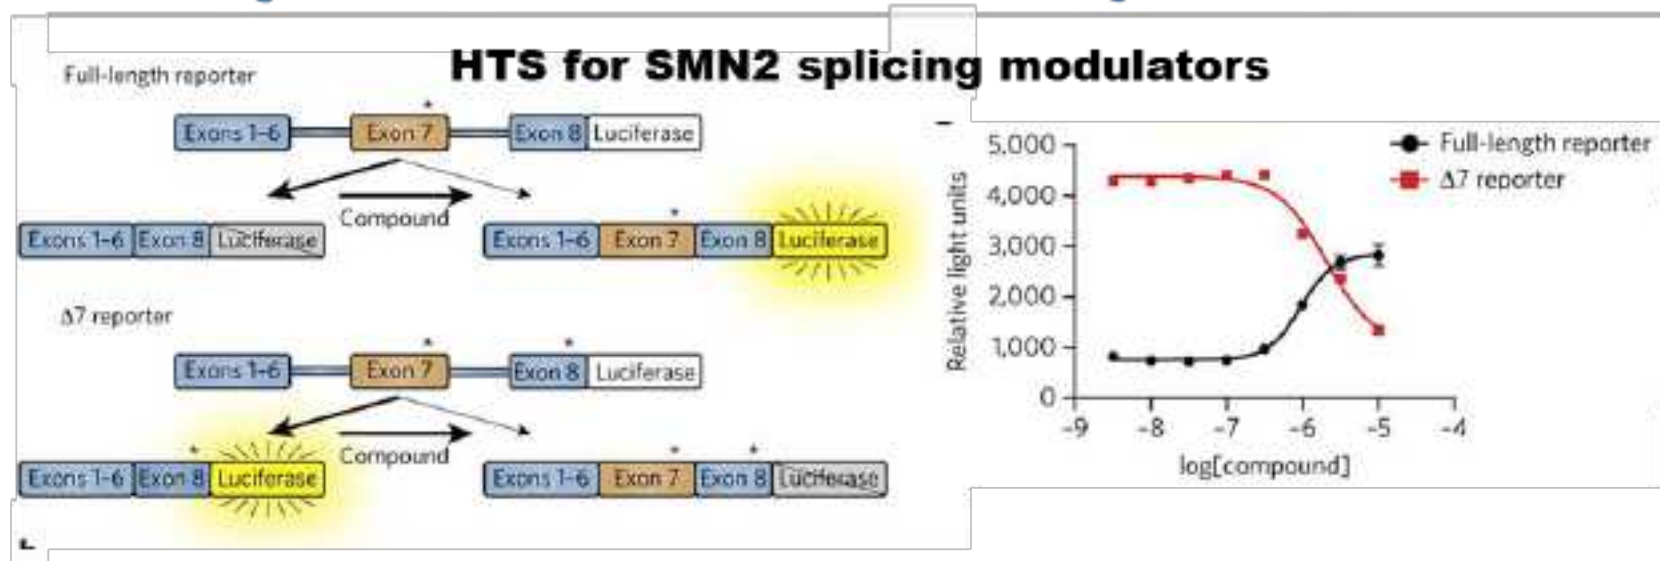 HTS for SMN2 splicing modulators
Full-length reporter
*
Exons 1-6 Exon 7 Exon 8 Luciferase
Compound
*
Exons 1-6 Exon 8 Luciferase
Exons 1-6 Exon 7 Exon 8 Luciferase
Δ7 reporter
* *
Exons 1-6 Exon 7 Exon 8 Luciferase
Compound
* * *
Exons 1-6 Exon 8 Luciferase
Exons 1-6 Exon 7 Exon 8 Luciferase
Relative light units
5,000
4,000
3,000
2,000
1,000
0
-9 -8 -7 -6 -5 -4
log[compound]
Full-length reporter
Δ7 reporter